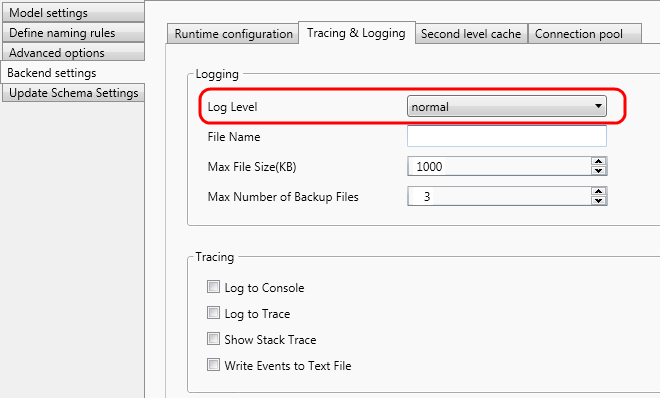 Model settings
Define naming rules
Advanced options
Backend settings
Update Schema Settings
Runtime configuration Tracing & Logging Second level cache Connection pool
Logging
Log Level normal
File Name
Max File Size(KB) 1000
Max Number of Backup Files 3
Tracing
Log to Console
Log to Trace
Show Stack Trace
Write Events to Text File